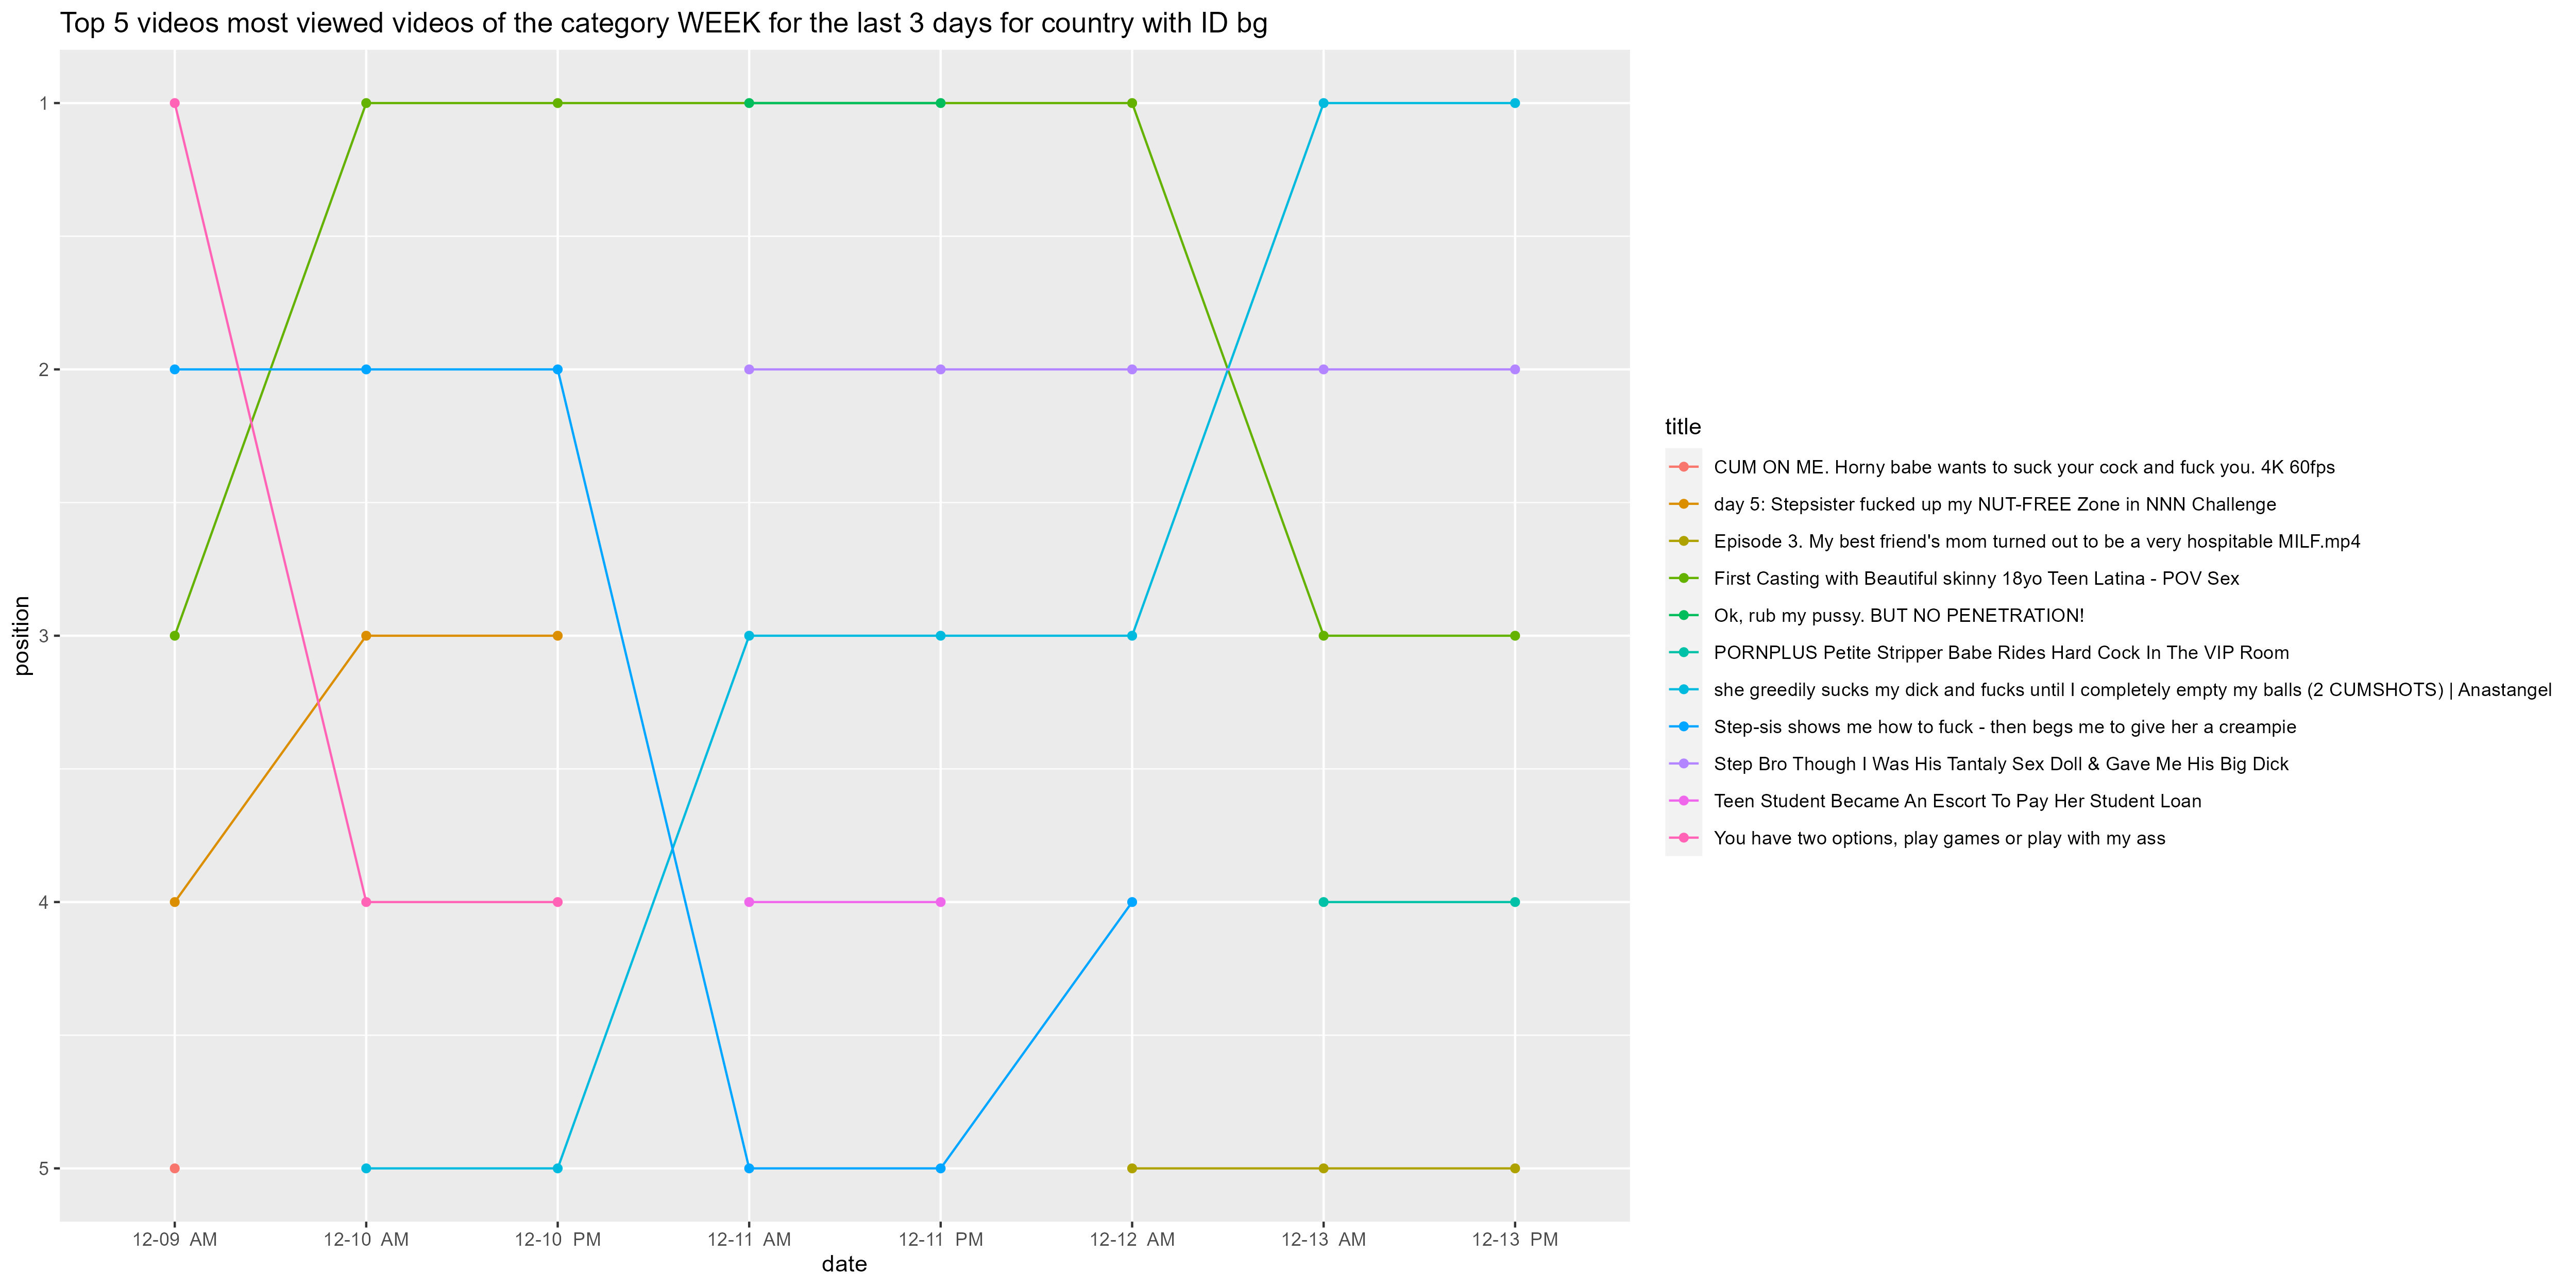 Top 5 videos most viewed videos of the category WEEK for the last 3 days for country with ID bg
position
1
2
3
4
5
12-09 AM
12-10 AM
12-10 PM
12-11 AM
12-11 PM
12-12 AM
12-13 AM
12-13 PM
date
title
CUM ON ME. Horny babe wants to suck your cock and fuck you. 4K 60fps
day 5: Stepsister fucked up my NUT-FREE Zone in NNN Challenge
Episode 3. My best friend's mom turned out to be a very hospitable MILF.mp4
First Casting with Beautiful skinny 18yo Teen Latina - POV Sex
Ok, rub my pussy. BUT NO PENETRATION!
PORNPLUS Petite Stripper Babe Rides Hard Cock In The VIP Room
she greedily sucks my dick and fucks until I completely empty my balls (2 CUMSHOTS) | Anastangel
Step-sis shows me how to fuck - then begs me to give her a creampie
Step Bro Though I Was His Tantaly Sex Doll & Gave Me His Big Dick
Teen Student Became An Escort To Pay Her Student Loan
You have two options, play games or play with my ass